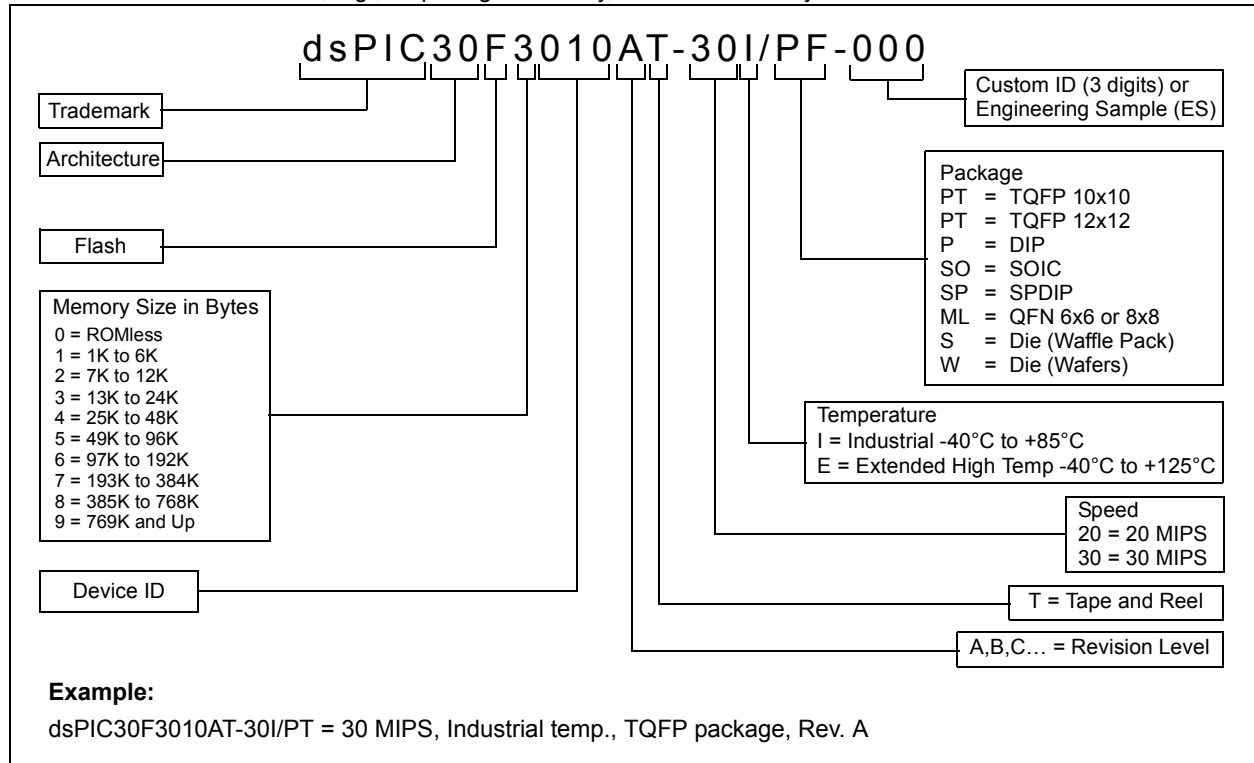 dsPIC30F3010AT-30I/PF-000
Trademark
Architecture
Flash
Memory Size in Bytes
0 = ROMless
1 = 1K to 6K
2 = 7K to 12K
3 = 13K to 24K
4 = 25K to 48K
5 = 49K to 96K
6 = 97K to 192K
7 = 193K to 384K
8 = 385K to 768K
9 = 769K and Up
Device ID
Custom ID (3 digits) or
Engineering Sample (ES)
Package
PT = TQFP 10x10
PT = TQFP 12x12
P = DIP
SO = SOIC
SP = SPDIP
ML = QFN 6x6 or 8x8
S = Die (Waffle Pack)
W = Die (Wafers)
Temperature
I = Industrial -40°C to +85°C
E = Extended High Temp -40°C to +125°C
Speed
20 = 20 MIPS
30 = 30 MIPS
T = Tape and Reel
A,B,C… = Revision Level
Example:
dsPIC30F3010AT-30I/PT = 30 MIPS, Industrial temp., TQFP package, Rev. A